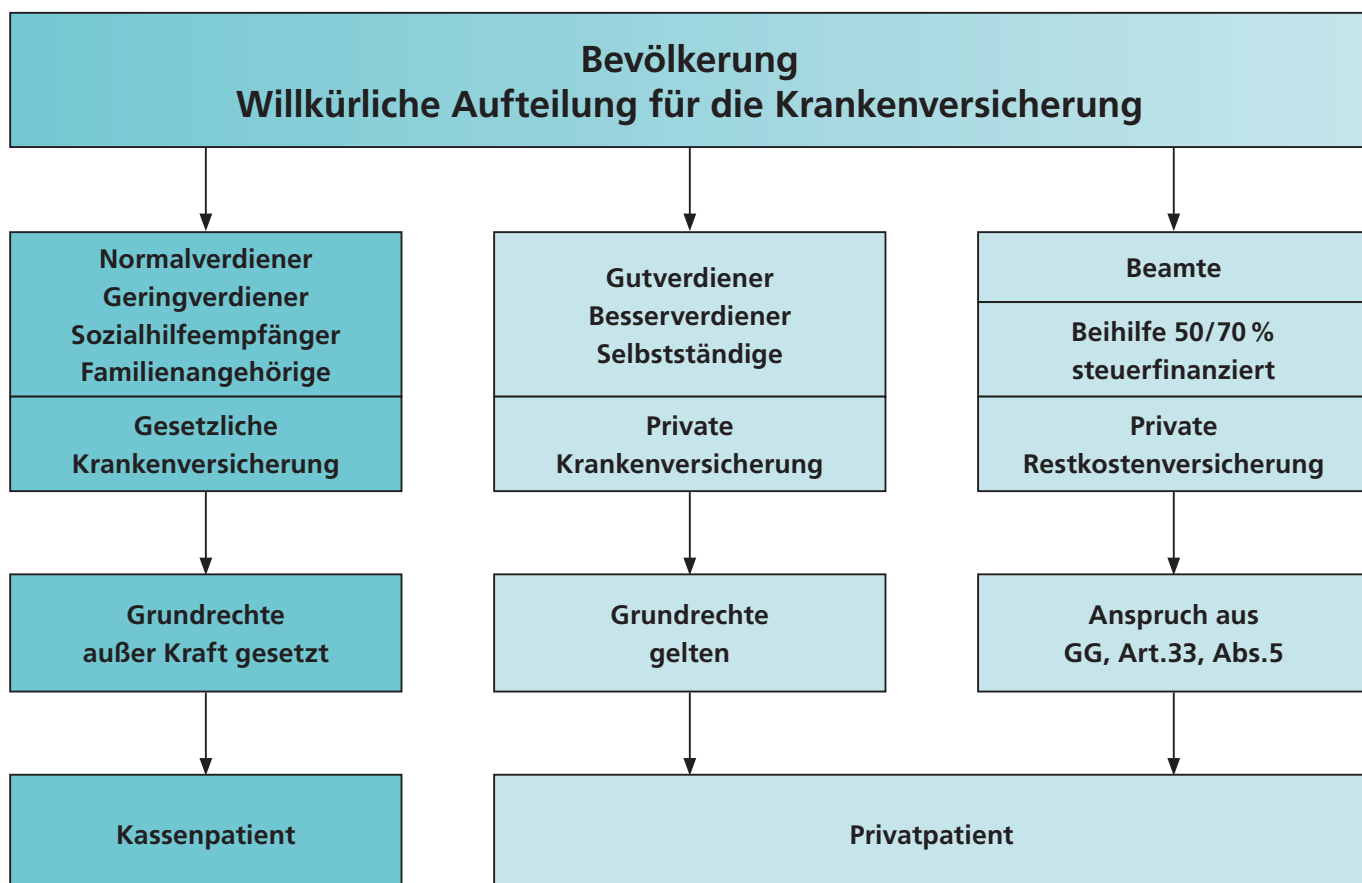 Bevölkerung
Willkürliche Aufteilung für die Krankenversicherung
Normalverdiener
Geringverdiener
Sozialhilfeempfänger
Familienangehörige
Gesetzliche
Krankenversicherung
Grundrechte
außer Kraft gesetzt
Kassenpatient
Gutverdiener
Besserverdiener
Selbstständige
Private
Krankenversicherung
Grundrechte
gelten
Beamte
Beihilfe 50/70 %
steuerfinanziert
Private
Restkostenversicherung
Anspruch aus
GG, Art.33, Abs.5
Privatpatient